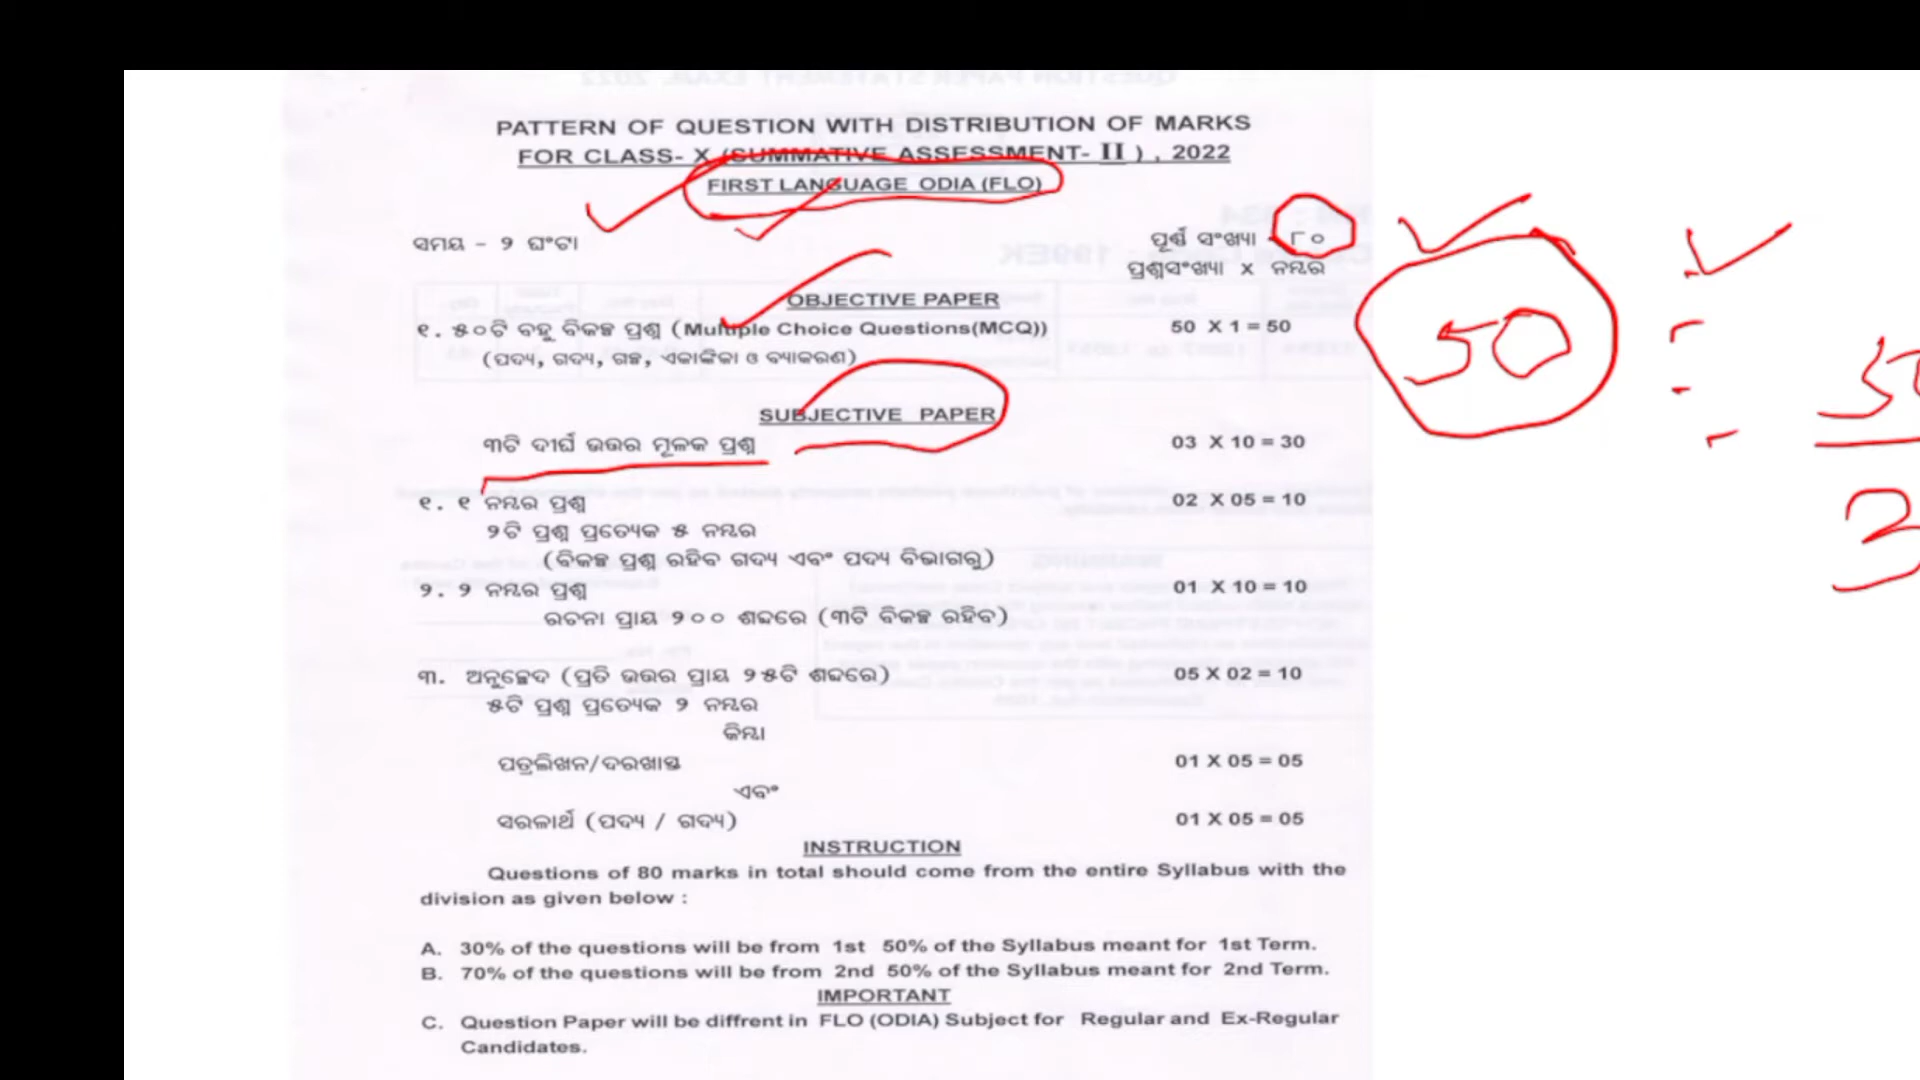 PATTERN OF QUESTION WITH DISTRIBUTION OF MARKS
FOR CLASS- X (SUMMATIVE ASSESSMENT- II ) , 2022
FIRST LANGUAGE ODIA (FLO)
ସମୟ - ୨ ଘଂଟା
ପୂର୍ଣ୍ଣ ସଂଖ୍ୟା - ୮୦
ପ୍ରଶ୍ନସଂଖ୍ୟା x ନମ୍ବର
OBJECTIVE PAPER
୧. ୫୦ଟି ବହୁ ବିକଳ୍ପ ପ୍ରଶ୍ନ (Multiple Choice Questions(MCQ)) 50 X 1 = 50
(ପଦ୍ୟ, ଗଦ୍ୟ, ଗଳ୍ପ, ଏକାଙ୍କିକା ଓ ବ୍ୟାକରଣ)
50
SUBJECTIVE PAPER
୩ଟି ଦୀର୍ଘ ଉତ୍ତର ମୂଳକ ପ୍ରଶ୍ନ 03 X 10 = 30
୧. ୧ ନମ୍ବର ପ୍ରଶ୍ନ 02 X 05 = 10
୨ଟି ପ୍ରଶ୍ନ ପ୍ରତ୍ୟେକ ୫ ନମ୍ବର
(ବିକଳ୍ପ ପ୍ରଶ୍ନ ରହିବ ଗଦ୍ୟ ଏବଂ ପଦ୍ୟ ବିଭାଗରୁ)
୨. ୨ ନମ୍ବର ପ୍ରଶ୍ନ 01 X 10 = 10
ରଚନା ପ୍ରାୟ ୨୦୦ ଶବ୍ଦରେ (୩ଟି ବିକଳ୍ପ ରହିବ)
୩. ଅନୁଚ୍ଛେଦ (ପ୍ରତି ଉତ୍ତର ପ୍ରାୟ ୨୫ଟି ଶବ୍ଦରେ) 05 X 02 = 10
୫ଟି ପ୍ରଶ୍ନ ପ୍ରତ୍ୟେକ ୨ ନମ୍ବର
କିମ୍ବା
ପତ୍ରଲିଖନ/ଦରଖାସ୍ତ 01 X 05 = 05
ଏବଂ
ସରଳାର୍ଥ (ପଦ୍ୟ / ଗଦ୍ୟ) 01 X 05 = 05
INSTRUCTION
Questions of 80 marks in total should come from the entire Syllabus with the
division as given below :
A. 30% of the questions will be from 1st 50% of the Syllabus meant for 1st Term.
B. 70% of the questions will be from 2nd 50% of the Syllabus meant for 2nd Term.
IMPORTANT
C. Question Paper will be diffrent in FLO (ODIA) Subject for Regular and Ex-Regular
Candidates.